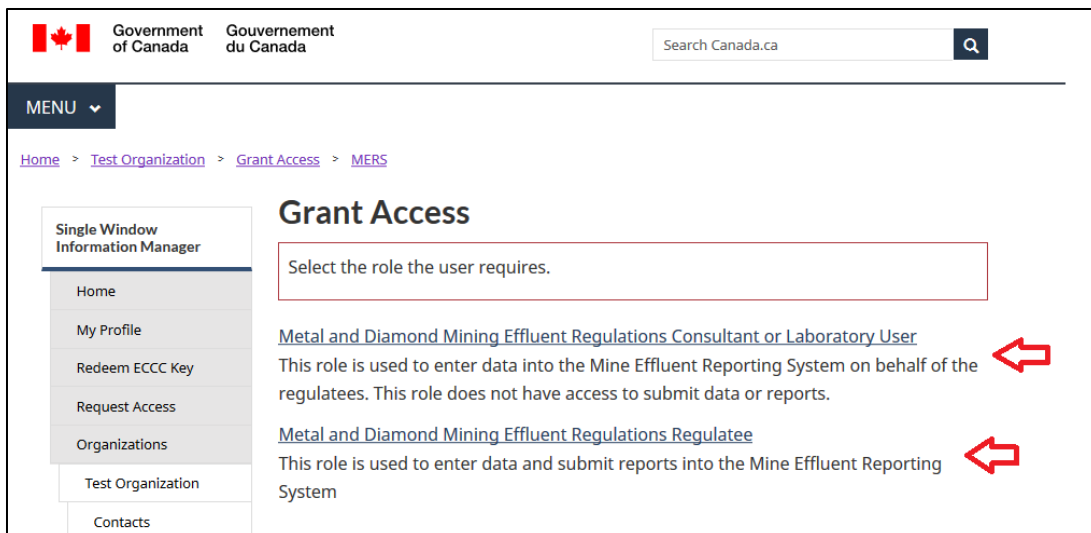 Government of Canada
Gouvernement du Canada
Search Canada.ca
MENU
Home > Test Organization > Grant Access > MERS
Single Window
Information Manager
Home
My Profile
Redeem ECCC Key
Request Access
Organizations
Test Organization
Contacts
Grant Access
Select the role the user requires.
Metal and Diamond Mining Effluent Regulations Consultant or Laboratory User
This role is used to enter data into the Mine Effluent Reporting System on behalf of the
regulatees. This role does not have access to submit data or reports.
Metal and Diamond Mining Effluent Regulations Regulatee
This role is used to enter data and submit reports into the Mine Effluent Reporting
System